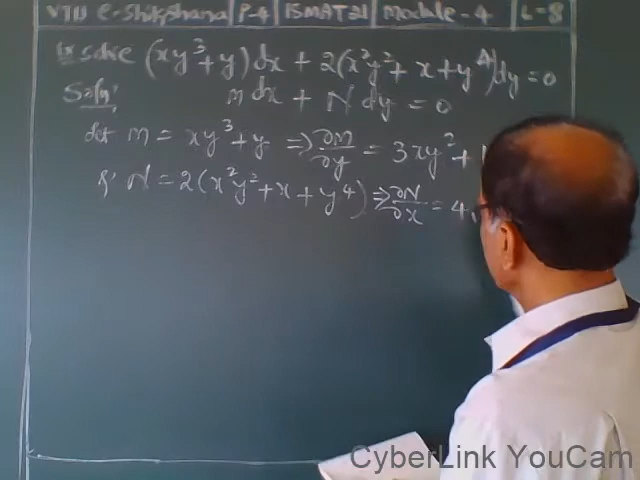 VTU e-Shikshana P-4 15MAT21 Module-4 L=8
Ex solve (xy³+y)dx + 2(x²y²+ x+y⁴)dy = 0
Soln: m dx + N dy = 0
let m = xy³+y ⇒ ∂M/∂y = 3xy²+
& N = 2(x²y²+x+y⁴) ⇒ ∂N/∂x = 4
CyberLink YouCam